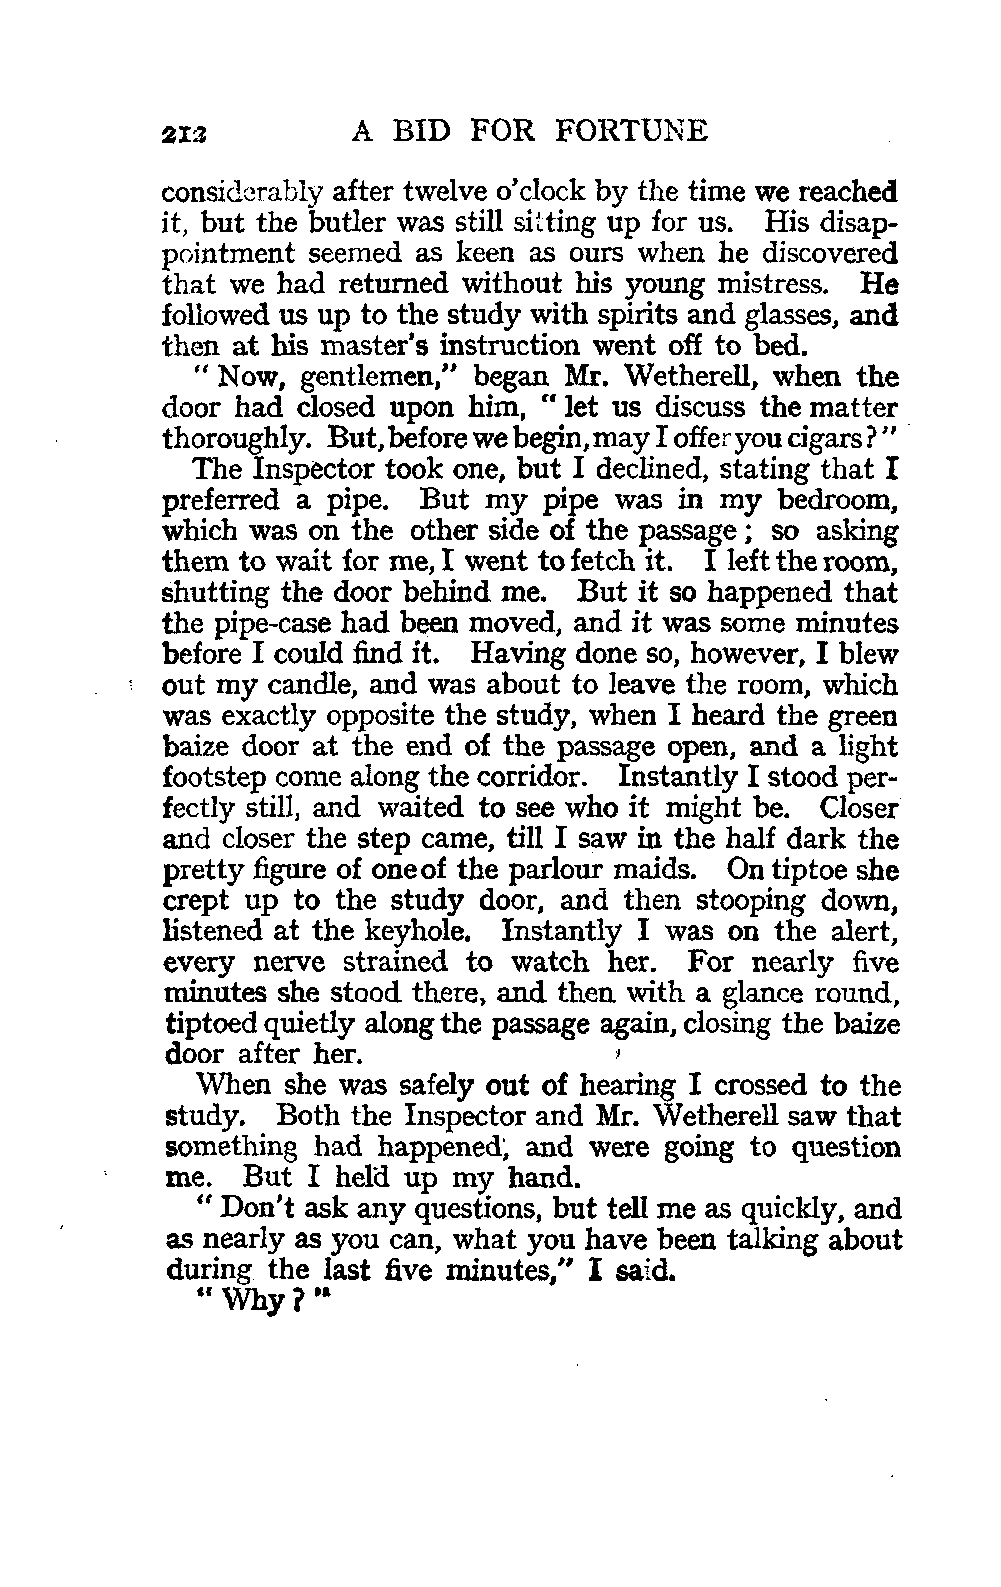 212 A BID FOR FORTUNE
considerably after twelve o'clock by the time we reached
it, but the butler was still sitting up for us. His disap-
pointment seemed as keen as ours when he discovered
that we had returned without his young mistress. He
followed us up to the study with spirits and glasses, and
then at his master's instruction went off to bed.
" Now, gentlemen," began Mr. Wetherell, when the
door had closed upon him, " let us discuss the matter
thoroughly. But, before we begin, may I offer you cigars ? "
The Inspector took one, but I declined, stating that I
preferred a pipe. But my pipe was in my bedroom,
which was on the other side of the passage ; so asking
them to wait for me, I went to fetch it. I left the room,
shutting the door behind me. But it so happened that
the pipe-case had been moved, and it was some minutes
before I could find it. Having done so, however, I blew
out my candle, and was about to leave the room, which
was exactly opposite the study, when I heard the green
baize door at the end of the passage open, and a light
footstep come along the corridor. Instantly I stood per-
fectly still, and waited to see who it might be. Closer
and closer the step came, till I saw in the half dark the
pretty figure of one of the parlour maids. On tiptoe she
crept up to the study door, and then stooping down,
listened at the keyhole. Instantly I was on the alert,
every nerve strained to watch her. For nearly five
minutes she stood there, and then with a glance round,
tiptoed quietly along the passage again, closing the baize
door after her.
When she was safely out of hearing I crossed to the
study. Both the Inspector and Mr. Wetherell saw that
something had happened, and were going to question
me. But I held up my hand.
" Don't ask any questions, but tell me as quickly, and
as nearly as you can, what you have been talking about
during the last five minutes," I said.
" Why ? "